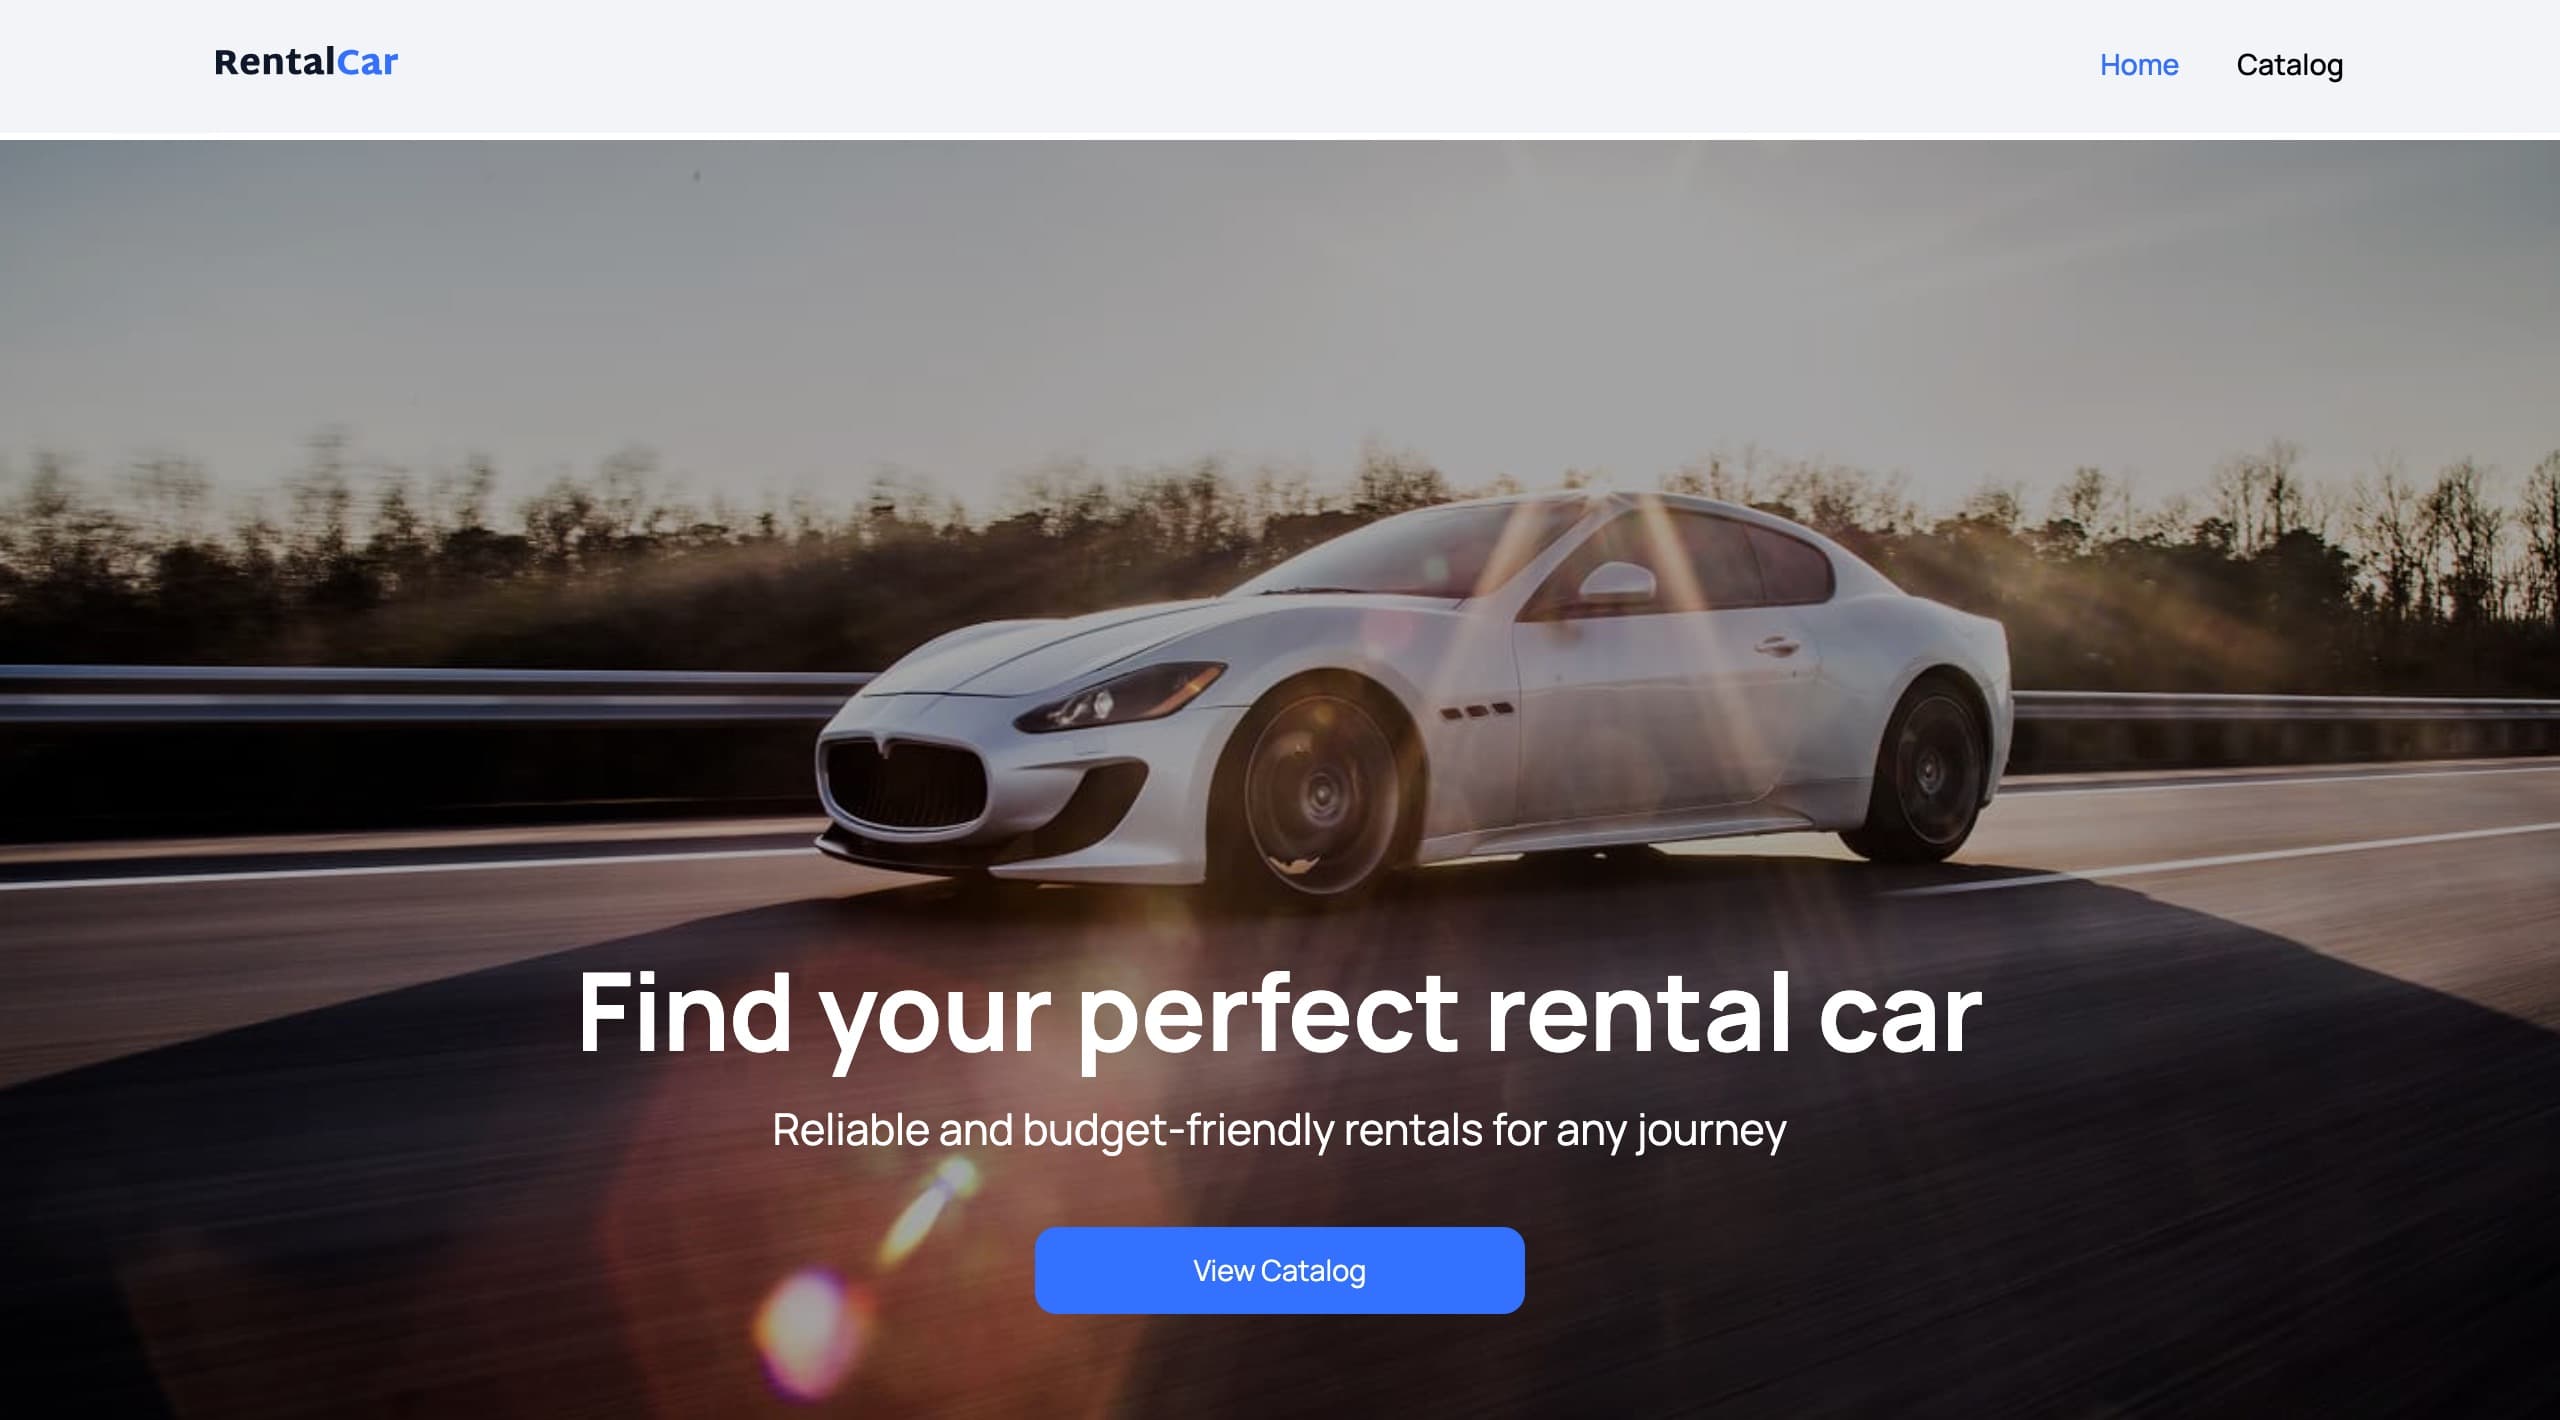 RentalCar
Home Catalog
Find your perfect rental car
Reliable and budget-friendly rentals for any journey
View Catalog